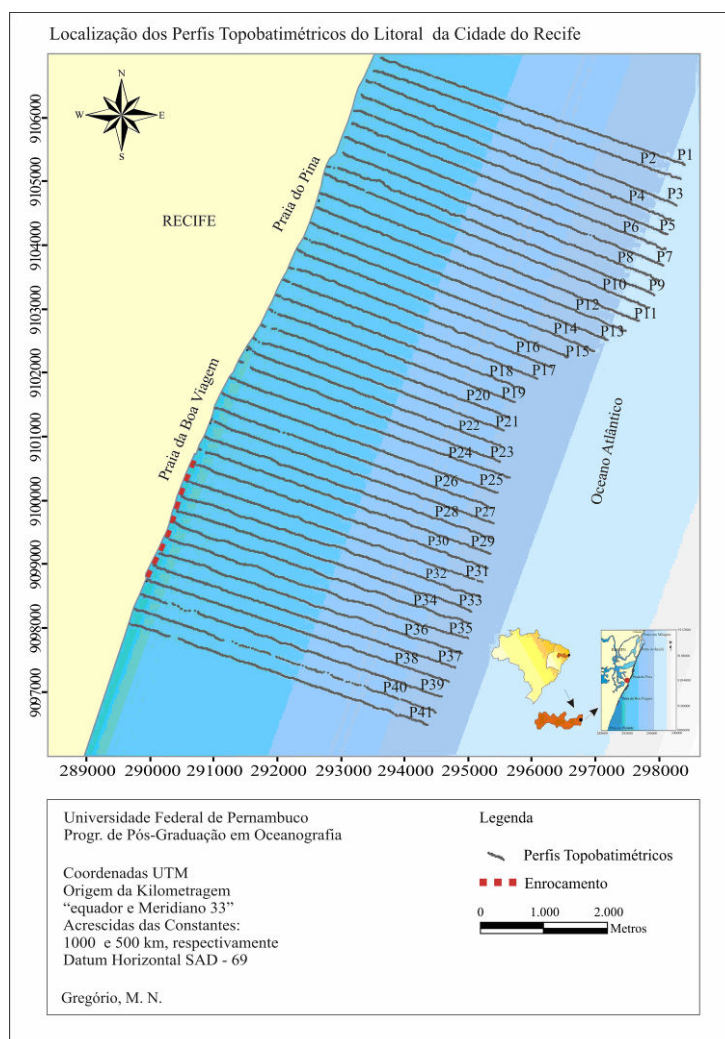 Localização dos Perfis Topobatimétricos do Litoral da Cidade do Recife
N
W
E
S
RECIFE
Praia do Pina
Praia da Boa Viagem
Oceano Atlântico
P1
P2
P3
P4
P5
P6
P7
P8
P9
P10
P11
P12
P13
P14
P15
P16
P17
P18
P19
P20
P21
P22
P23
P24
P25
P26
P27
P28
P29
P30
P31
P32
P33
P34
P35
P36
P37
P38
P39
P40
P41
9106000
9105000
9104000
9103000
9102000
9101000
9100000
9099000
9098000
9097000
289000 290000 291000 292000 293000 294000 295000 296000 297000 298000
Universidade Federal de Pernambuco
Progr. de Pós-Graduação em Oceanografia
Coordenadas UTM
Origem da Kilometragem
“equador e Meridiano 33”
Acrescidas das Constantes:
1000 e 500 km, respectivamente
Datum Horizontal SAD - 69
Gregório, M. N.
Legenda
Perfis Topobatimétricos
Enrocamento
0 1.000 2.000
Metros